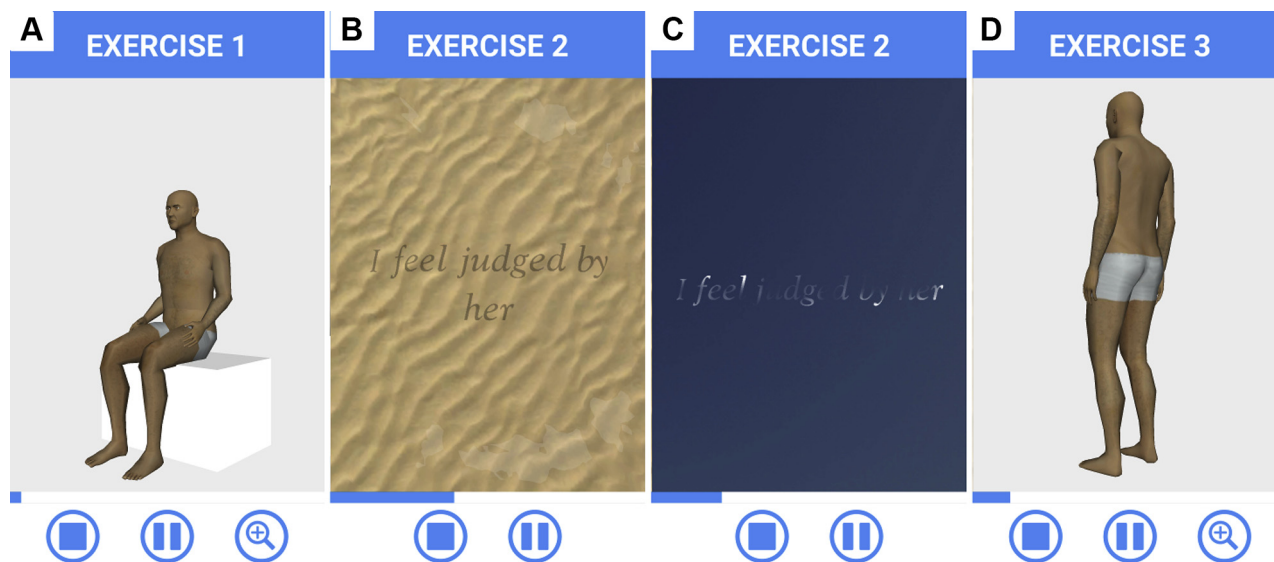 A
EXERCISE 1
B
EXERCISE 2
I feel judged by
her
C
EXERCISE 2
I feel judged by her
D
EXERCISE 3